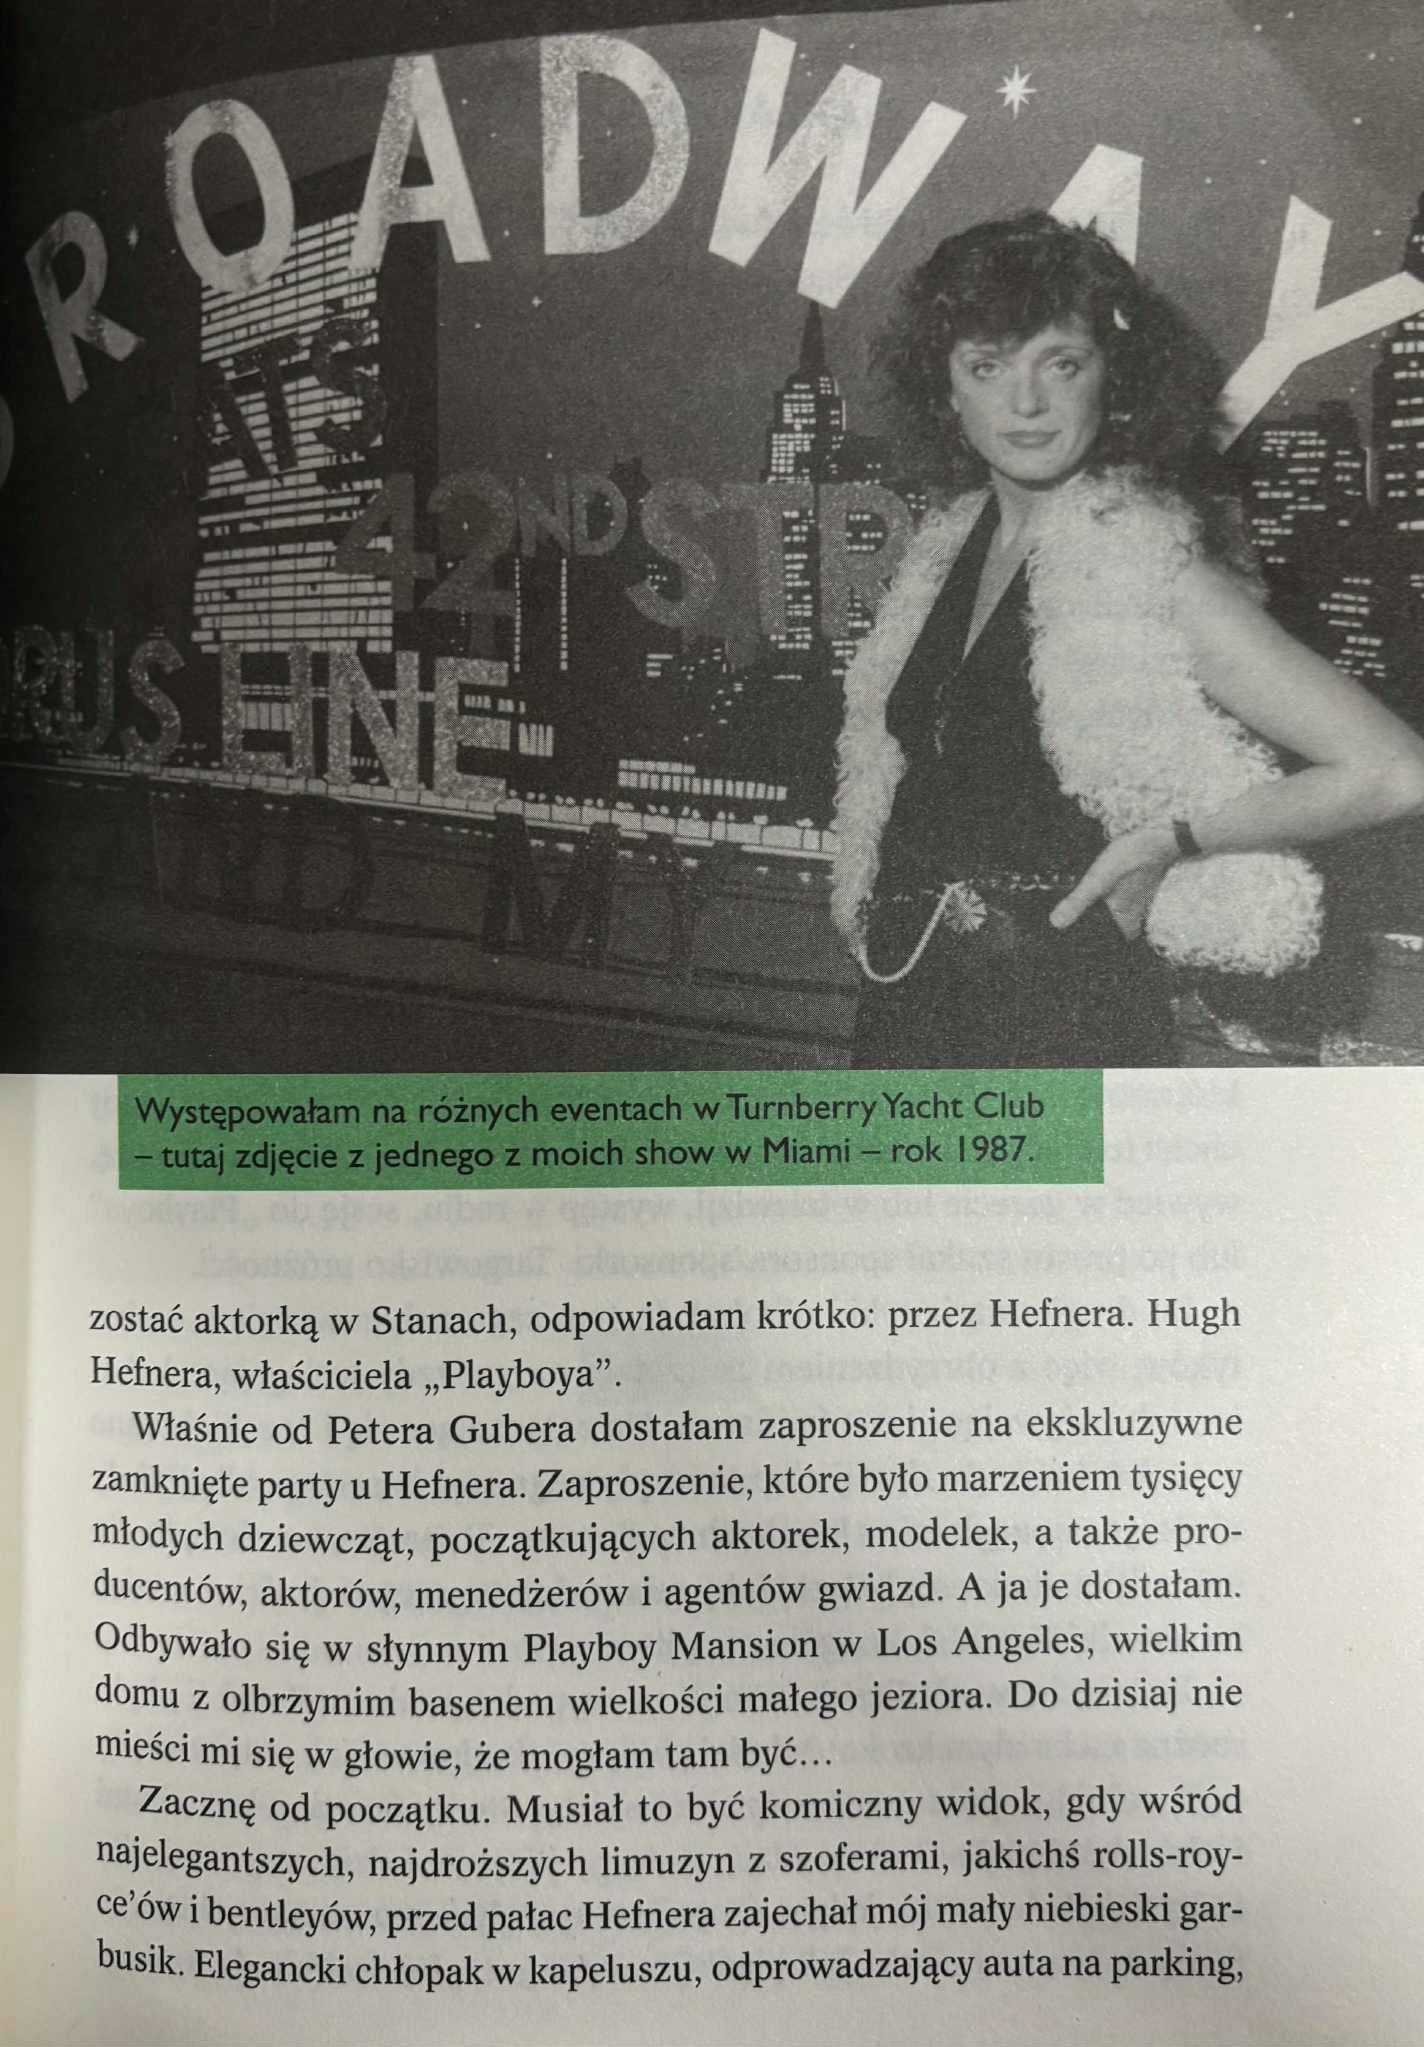 ROADWAY
ATS
42ND STR
RUS LINE
MY
Występowałam na różnych eventach w Turnberry Yacht Club
– tutaj zdjęcie z jednego z moich show w Miami – rok 1987.
zostać aktorką w Stanach, odpowiadam krótko: przez Hefnera. Hugh
Hefnera, właściciela „Playboya”.
Właśnie od Petera Gubera dostałam zaproszenie na ekskluzywne
zamknięte party u Hefnera. Zaproszenie, które było marzeniem tysięcy
młodych dziewcząt, początkujących aktorek, modelek, a także pro-
ducentów, aktorów, menedżerów i agentów gwiazd. A ja je dostałam.
Odbywało się w słynnym Playboy Mansion w Los Angeles, wielkim
domu z olbrzymim basenem wielkości małego jeziora. Do dzisiaj nie
mieści mi się w głowie, że mogłam tam być…
Zacznę od początku. Musiał to być komiczny widok, gdy wśród
najelegantszych, najdroższych limuzyn z szoferami, jakichś rolls-roy-
ce’ów i bentleyów, przed pałac Hefnera zajechał mój mały niebieski gar-
busik. Elegancki chłopak w kapeluszu, odprowadzający auta na parking,